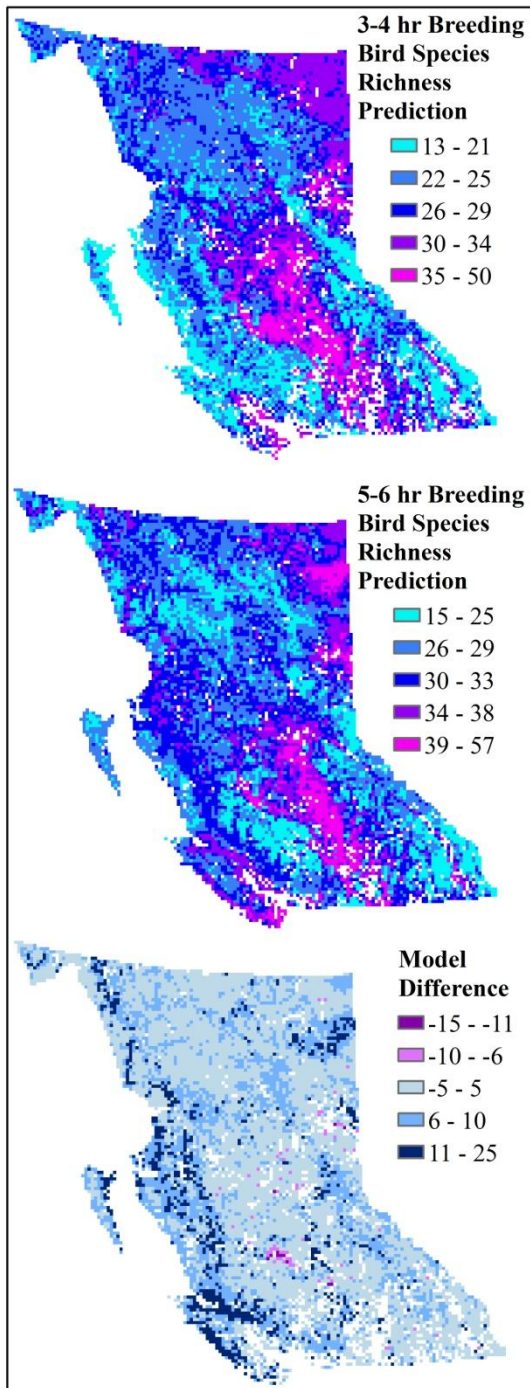 3-4 hr Breeding
Bird Species
Richness
Prediction
13 - 21
22 - 25
26 - 29
30 - 34
35 - 50
5-6 hr Breeding
Bird Species
Richness
Prediction
15 - 25
26 - 29
30 - 33
34 - 38
39 - 57
Model
Difference
-15 - -11
-10 - -6
-5 - 5
6 - 10
11 - 25